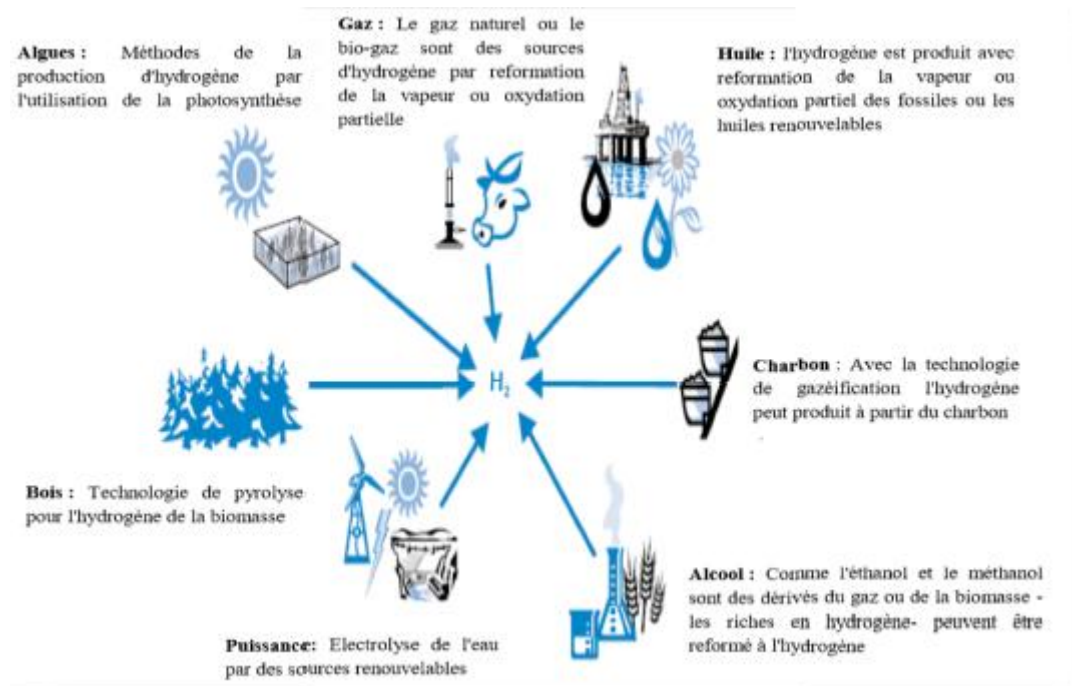 Algues : Méthodes de la
production d'hydrogène par
l'utilisation de la photosynthèse
Gaz : Le gaz naturel ou le
bio-gaz sont des sources
d'hydrogène par reformation
de la vapeur ou oxydation
partielle
Huile : l'hydrogène est produit avec
reformation de la vapeur ou
oxydation partiel des fossiles ou les
huiles renouvelables
H₂
Charbon : Avec la technologie
de gazéification l'hydrogène
peut produit à partir du charbon
Bois : Technologie de pyrolyse
pour l'hydrogène de la biomasse
Puissance: Electrolyse de l'eau
par des sources renouvelables
Alcool : Comme l'éthanol et le méthanol
sont des dérivés du gaz ou de la biomasse -
les riches en hydrogène- peuvent être
reformé à l'hydrogène